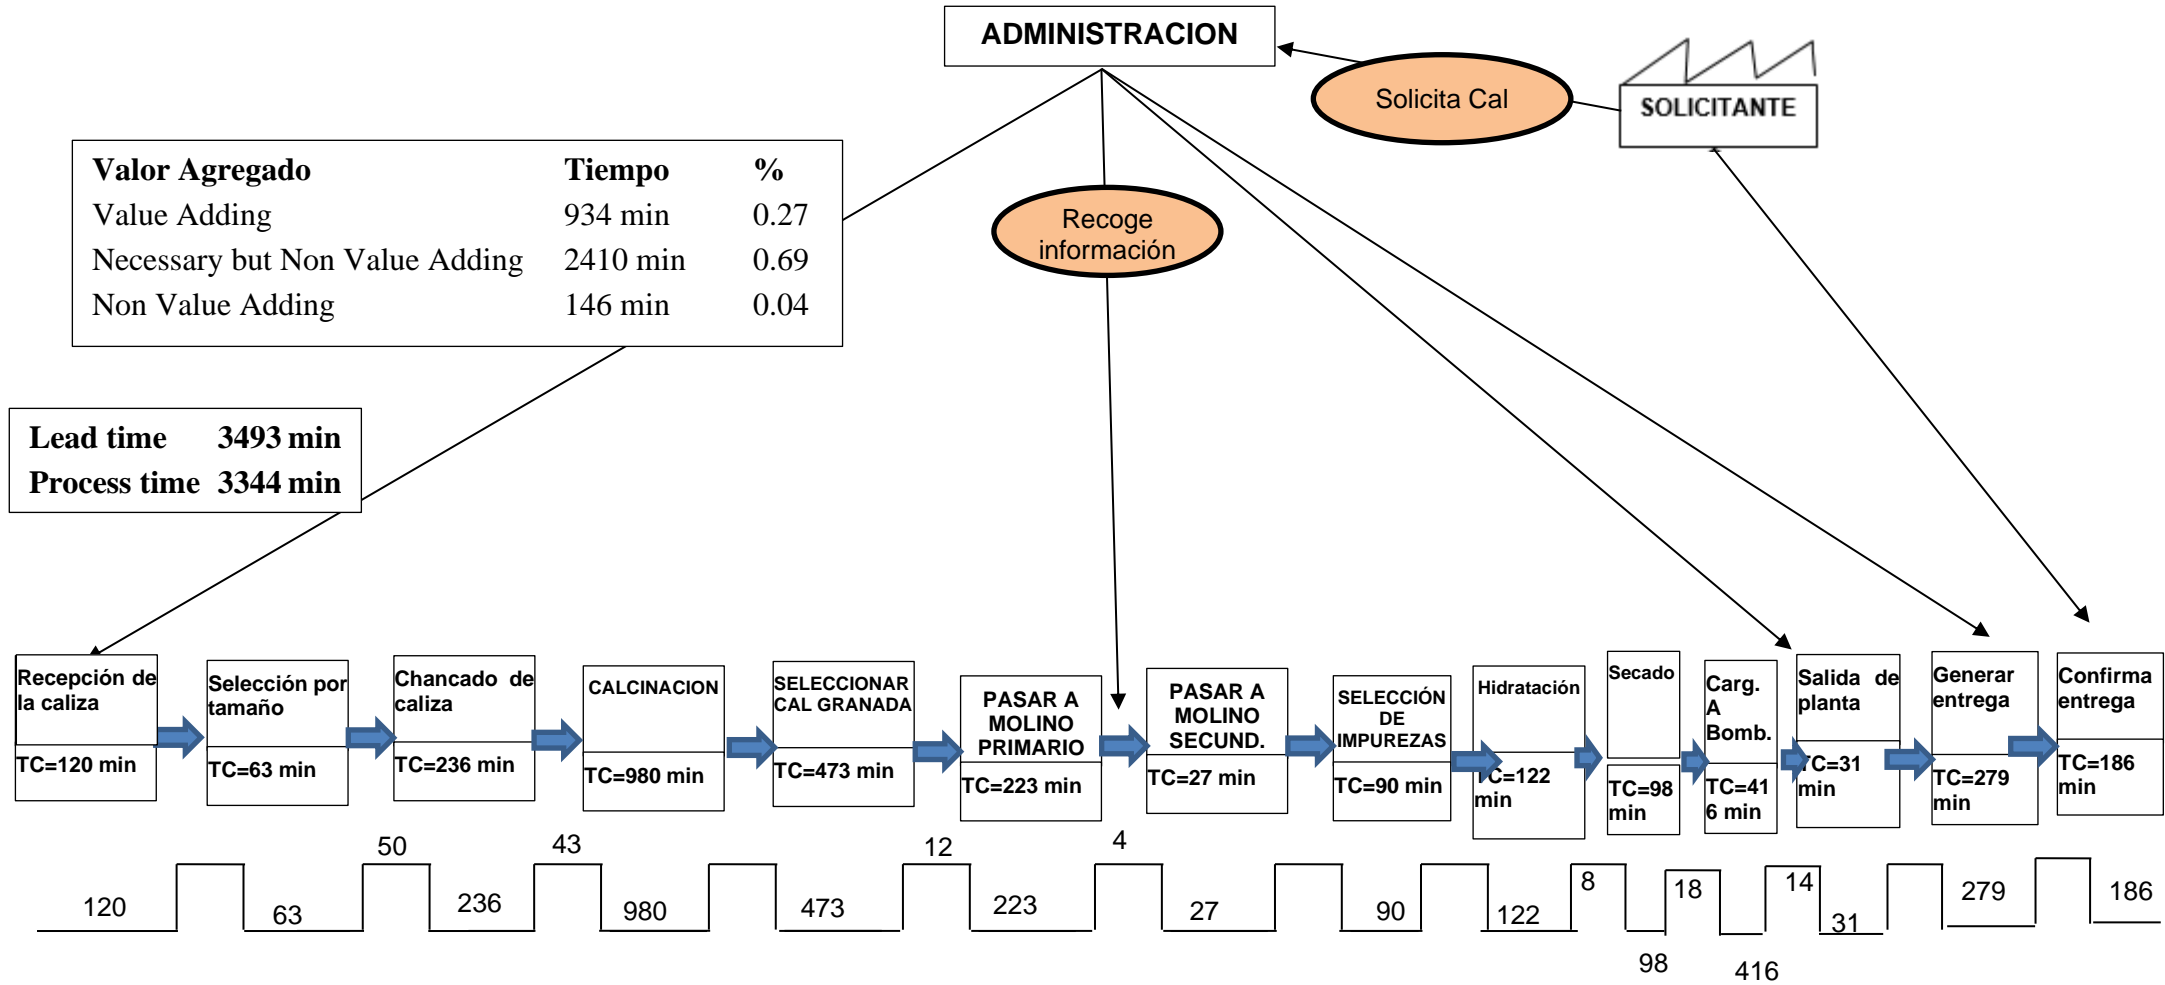 ADMINISTRACION
Solicita Cal
SOLICITANTE
Valor Agregado Tiempo %
Value Adding 934 min 0.27
Necessary but Non Value Adding 2410 min 0.69
Non Value Adding 146 min 0.04
Recoge
información
Lead time 3493 min
Process time 3344 min
Recepción de
la caliza
TC=120 min
Selección por
tamaño
TC=63 min
Chancado de
caliza
TC=236 min
CALCINACION
TC=980 min
SELECCIONAR
CAL GRANADA
TC=473 min
PASAR A
MOLINO
PRIMARIO
TC=223 min
PASAR A
MOLINO
SECUND.
TC=27 min
SELECCIÓN
DE
IMPUREZAS
TC=90 min
Hidratación
TC=122
min
Secado
TC=98
min
Carg.
A
Bomb.
TC=41
6 min
Salida de
planta
TC=31
min
Generar
entrega
TC=279
min
Confirma
entrega
TC=186
min
50 43 12 4
8 18 14
120 63 236 980 473 223 27 90 122 31 279 186
98 416